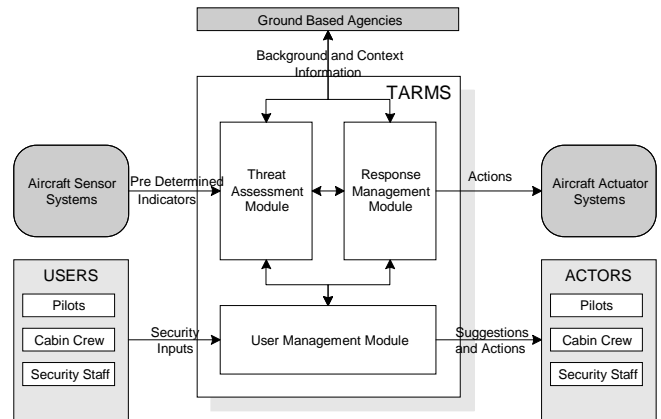 Ground Based Agencies
Background and Context
Information
TARMS
Aircraft Sensor
Systems
Pre Determined
Indicators
Threat
Assessment
Module
Response
Management
Module
Actions
Aircraft Actuator
Systems
USERS
Pilots
Cabin Crew
Security Staff
Security
Inputs
User Management Module
Suggestions
and Actions
ACTORS
Pilots
Cabin Crew
Security Staff